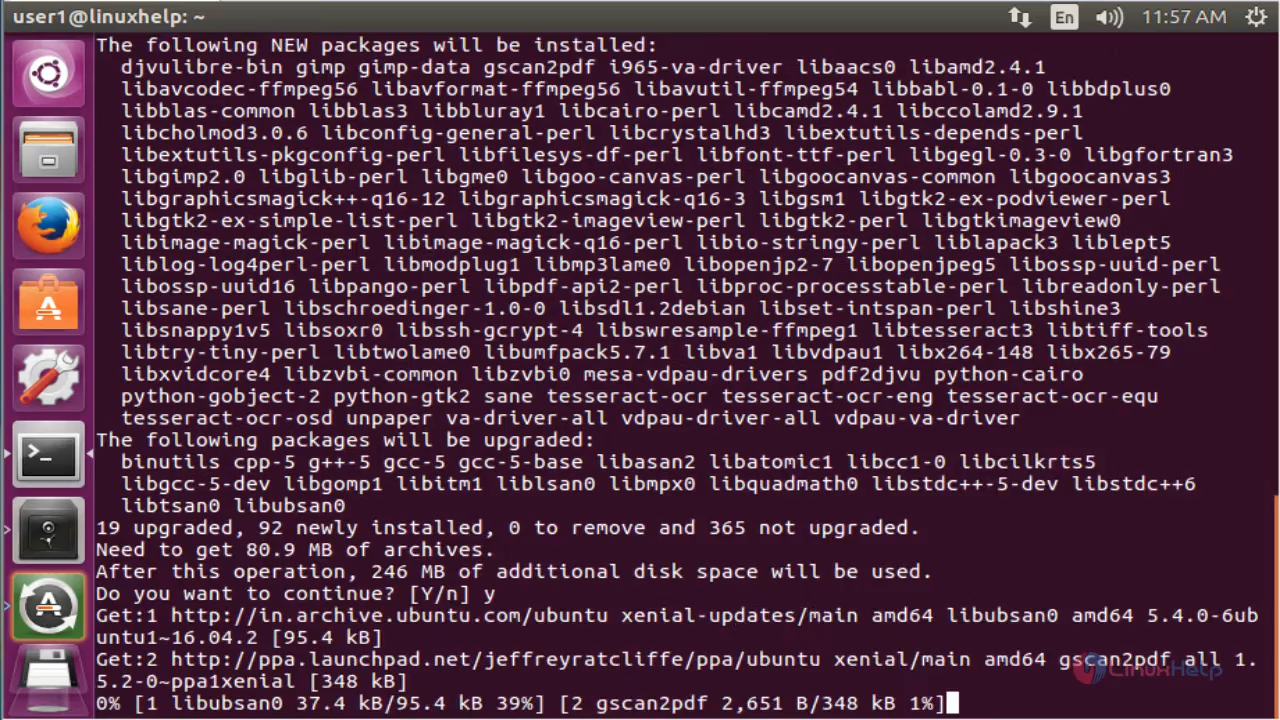 user1@linuxhelp: ~
En
11:57 AM
The following NEW packages will be installed:
djvulibre-bin gimp gimp-data gscan2pdf i965-va-driver libaacs0 libamd2.4.1
libavcodec-ffmpeg56 libavformat-ffmpeg56 libavutil-ffmpeg54 libbabl-0.1-0 libbdplus0
libblas-common libblas3 libbluray1 libcairo-perl libcamd2.4.1 libccolamd2.9.1
libcholmod3.0.6 libconfig-general-perl libcrystalhd3 libextutils-depends-perl
libextutils-pkgconfig-perl libfilesys-df-perl libfont-ttf-perl libgegl-0.3-0 libgfortran3
libgimp2.0 libglib-perl libgme0 libgoo-canvas-perl libgoocanvas-common libgoocanvas3
libgraphicsmagick++-q16-12 libgraphicsmagick-q16-3 libgsm1 libgtk2-ex-podviewer-perl
libgtk2-ex-simple-list-perl libgtk2-imageview-perl libgtk2-perl libgtkimageview0
libimage-magick-perl libimage-magick-q16-perl libio-stringy-perl liblapack3 liblept5
liblog-log4perl-perl libmodplug1 libmp3lame0 libopenjp2-7 libopenjpeg5 libossp-uuid-perl
libossp-uuid16 libpango-perl libpdf-api2-perl libproc-processtable-perl libreadonly-perl
libsane-perl libschroedinger-1.0-0 libsdl1.2debian libset-intspan-perl libshine3
libsnappy1v5 libsoxr0 libssh-gcrypt-4 libswresample-ffmpeg1 libtesseract3 libtiff-tools
libtry-tiny-perl libtwolame0 libumfpack5.7.1 libva1 libvdpau1 libx264-148 libx265-79
libxvidcore4 libzvbi-common libzvbi0 mesa-vdpau-drivers pdf2djvu python-cairo
python-gobject-2 python-gtk2 sane tesseract-ocr tesseract-ocr-eng tesseract-ocr-equ
tesseract-ocr-osd unpaper va-driver-all vdpau-driver-all vdpau-va-driver
The following packages will be upgraded:
binutils cpp-5 g++-5 gcc-5 gcc-5-base libasan2 libatomic1 libcc1-0 libcilkrts5
libgcc-5-dev libgomp1 libitm1 liblsan0 libmpx0 libquadmath0 libstdc++-5-dev libstdc++6
libtsan0 libubsan0
19 upgraded, 92 newly installed, 0 to remove and 365 not upgraded.
Need to get 80.9 MB of archives.
After this operation, 246 MB of additional disk space will be used.
Do you want to continue? [Y/n] y
Get:1 http://in.archive.ubuntu.com/ubuntu xenial-updates/main amd64 libubsan0 amd64 5.4.0-6ub
untu1~16.04.2 [95.4 kB]
Get:2 http://ppa.launchpad.net/jeffreyratcliffe/ppa/ubuntu xenial/main amd64 gscan2pdf all 1.
5.2-0~ppa1xenial [348 kB]
LinuxHelp
0% [1 libubsan0 37.4 kB/95.4 kB 39%] [2 gscan2pdf 2,651 B/348 kB 1%]